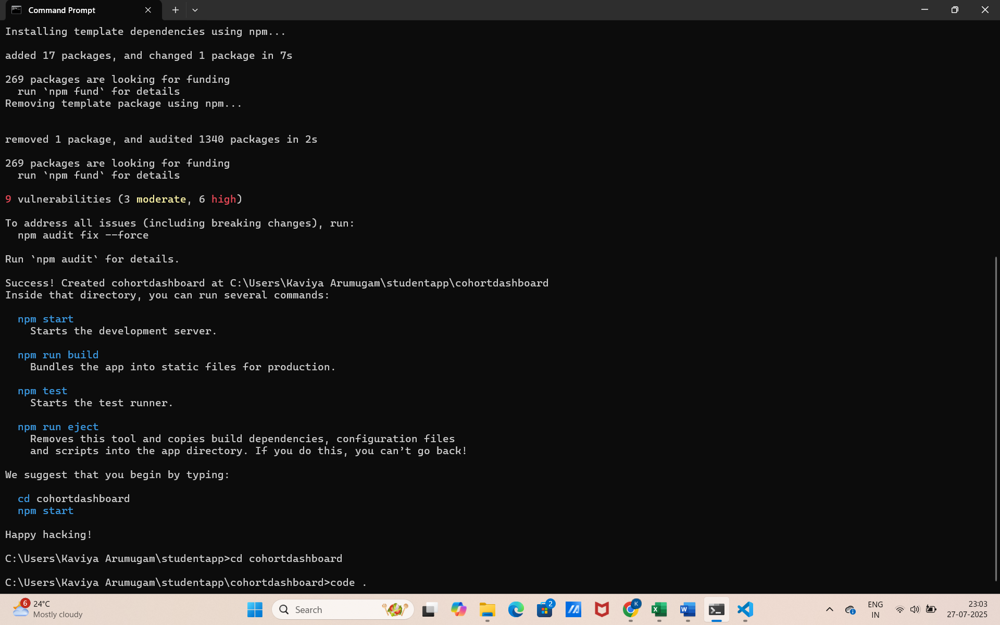 Command Prompt
Installing template dependencies using npm...
added 17 packages, and changed 1 package in 7s
269 packages are looking for funding
  run `npm fund` for details
Removing template package using npm...
removed 1 package, and audited 1340 packages in 2s
269 packages are looking for funding
  run `npm fund` for details
9 vulnerabilities (3 moderate, 6 high)
To address all issues (including breaking changes), run:
  npm audit fix --force
Run `npm audit` for details.
Success! Created cohortdashboard at C:\Users\Kaviya Arumugam\studentapp\cohortdashboard
Inside that directory, you can run several commands:
  npm start
    Starts the development server.
  npm run build
    Bundles the app into static files for production.
  npm test
    Starts the test runner.
  npm run eject
    Removes this tool and copies build dependencies, configuration files
    and scripts into the app directory. If you do this, you can’t go back!
We suggest that you begin by typing:
  cd cohortdashboard
  npm start
Happy hacking!
C:\Users\Kaviya Arumugam\studentapp>cd cohortdashboard
C:\Users\Kaviya Arumugam\studentapp\cohortdashboard>code .
6
24°C
Mostly cloudy
Search
2
K
X
W
ENG
IN
23:03
27-07-2025